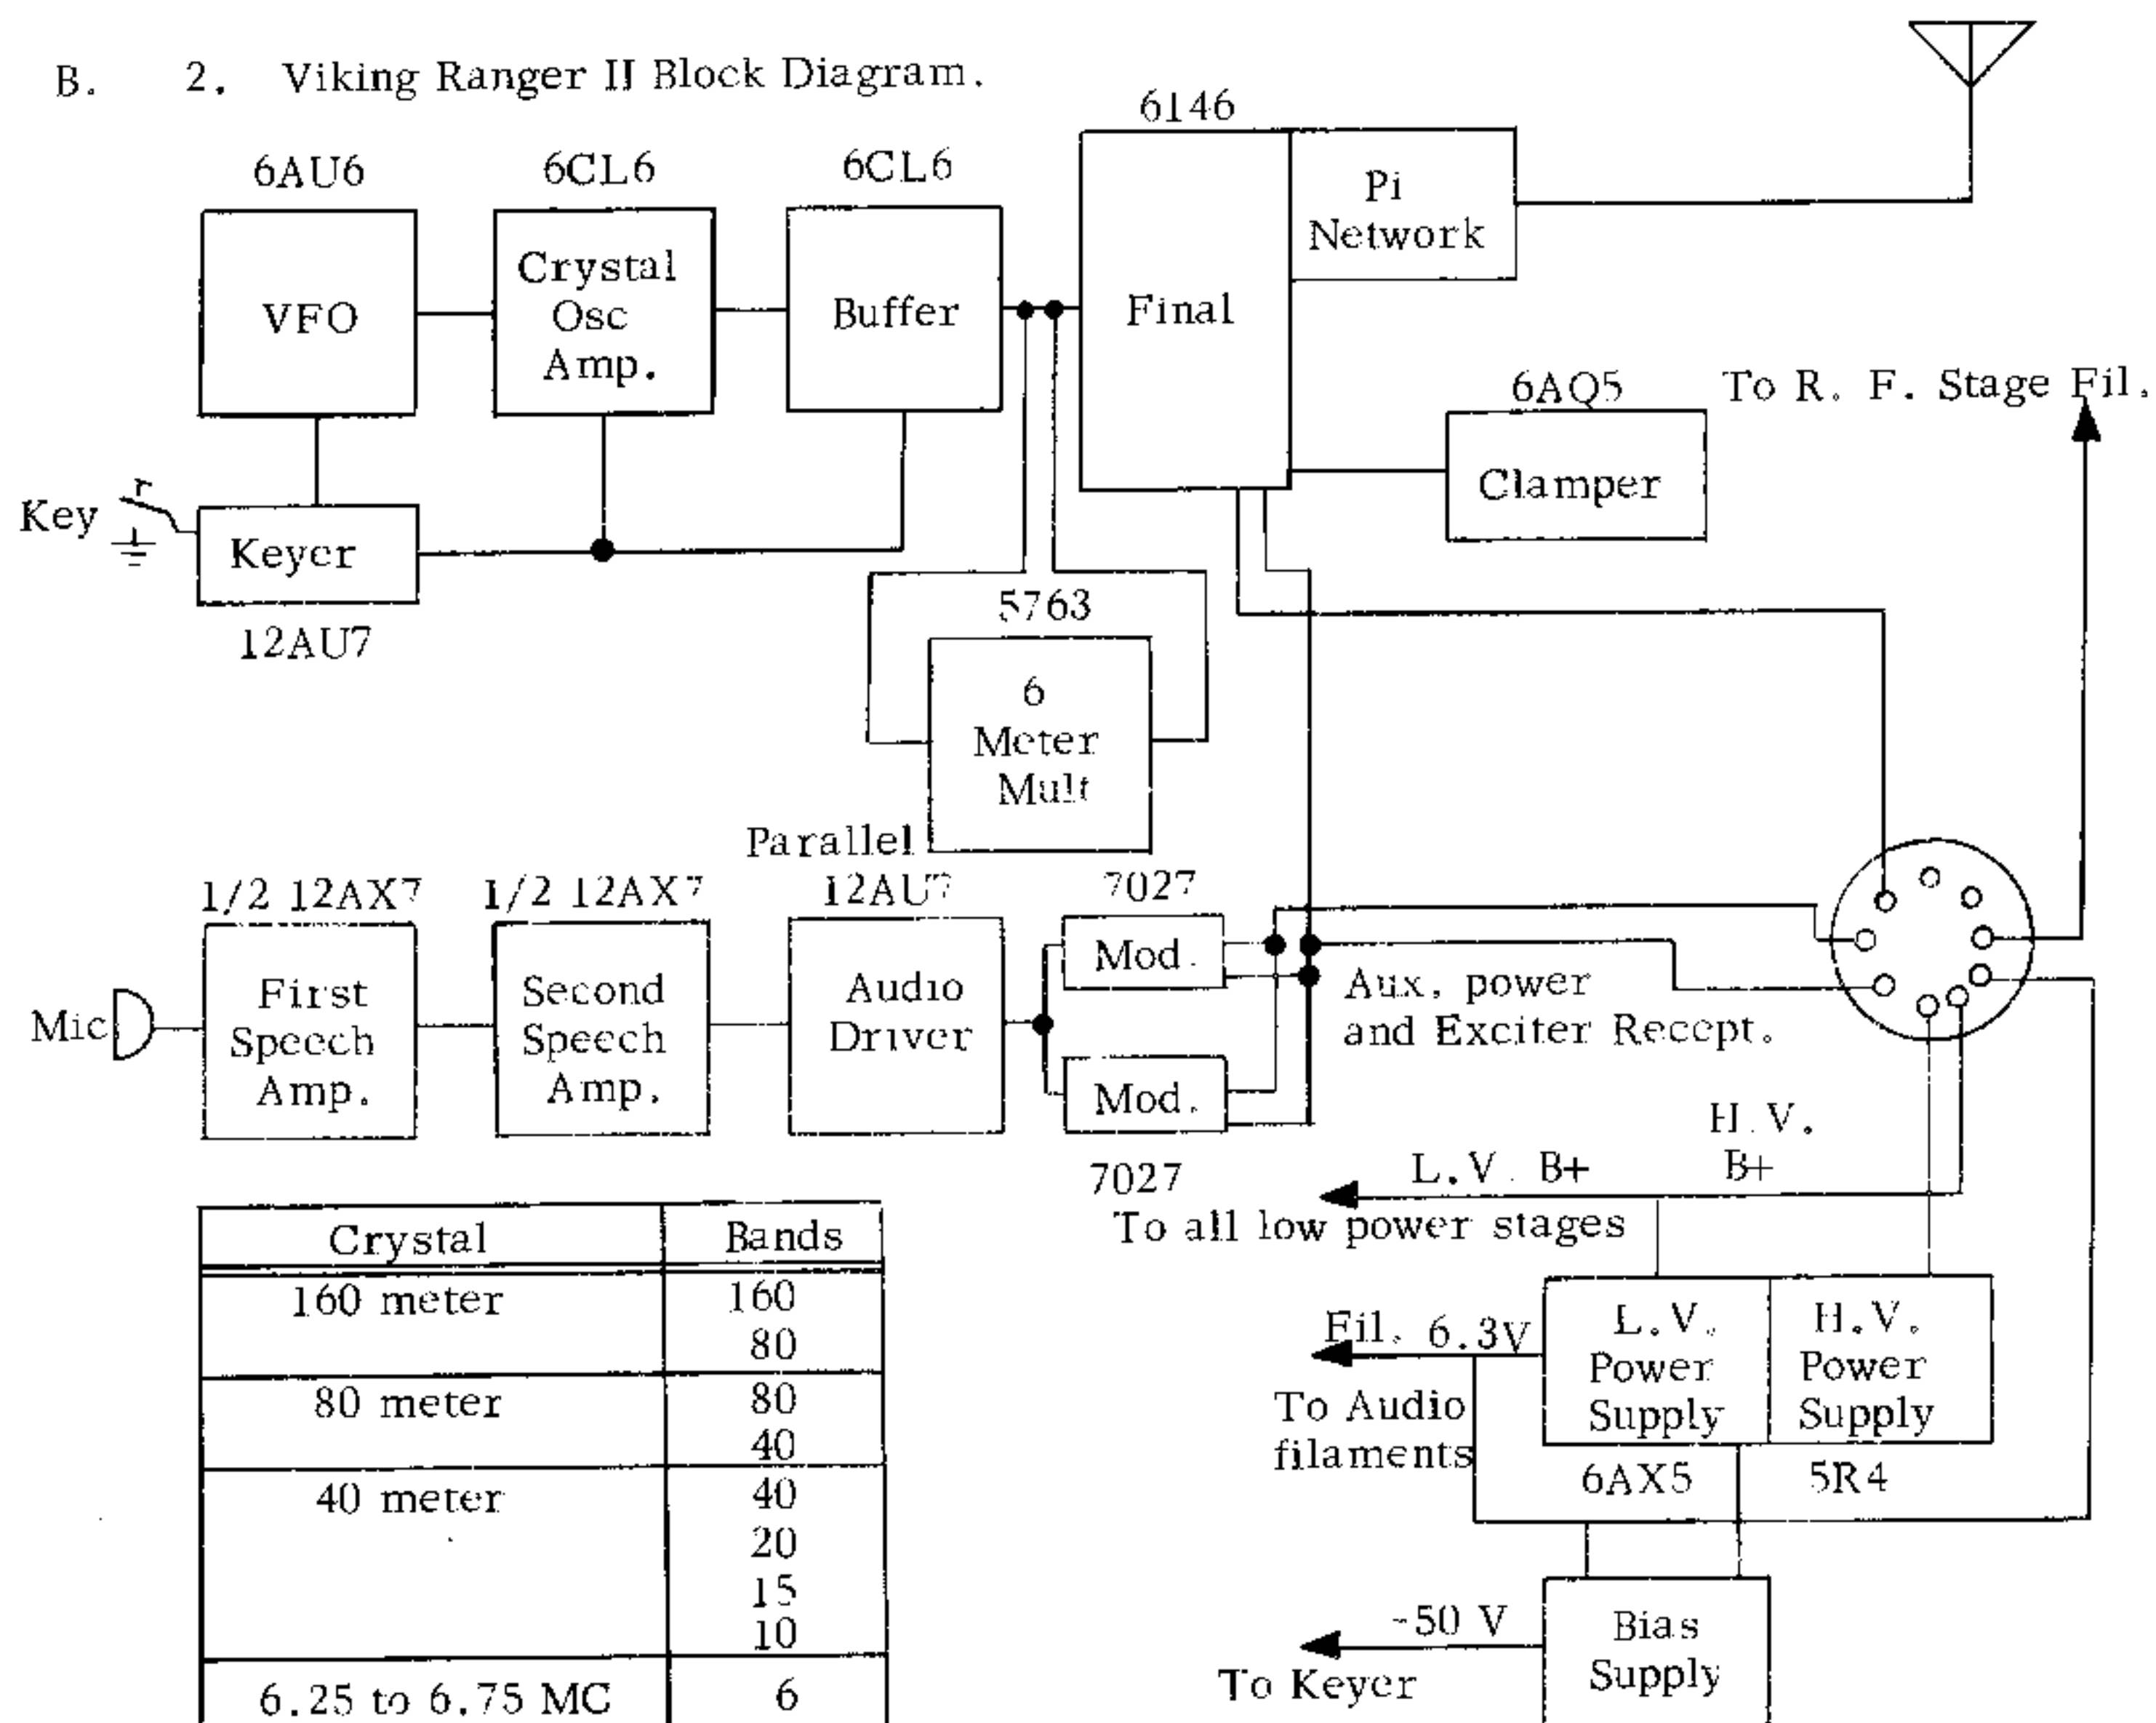 B. 2. Viking Ranger II Block Diagram.
6146
6AU6
6CL6
6CL6
Pi
Network
VFO
Crystal
Osc
Amp.
Buffer
Final
6AQ5
To R. F. Stage Fil.
Clamper
Key
Keyer
12AU7
5763
6
Meter
Mult
Parallel
1/2 12AX7
1/2 12AX7
12AU7
7027
Mic
First
Speech
Amp.
Second
Speech
Amp.
Audio
Driver
Mod.
Mod.
7027
Aux. power
and Exciter Recept.
H.V.
B+
L.V. B+
To all low power stages
Crystal Bands
160 meter 160
80
80 meter 80
40
40 meter 40
20
15
10
6.25 to 6.75 MC 6
Fil. 6.3V
To Audio
filaments
L.V.
Power
Supply
H.V.
Power
Supply
6AX5
5R4
-50 V
To Keyer
Bias
Supply